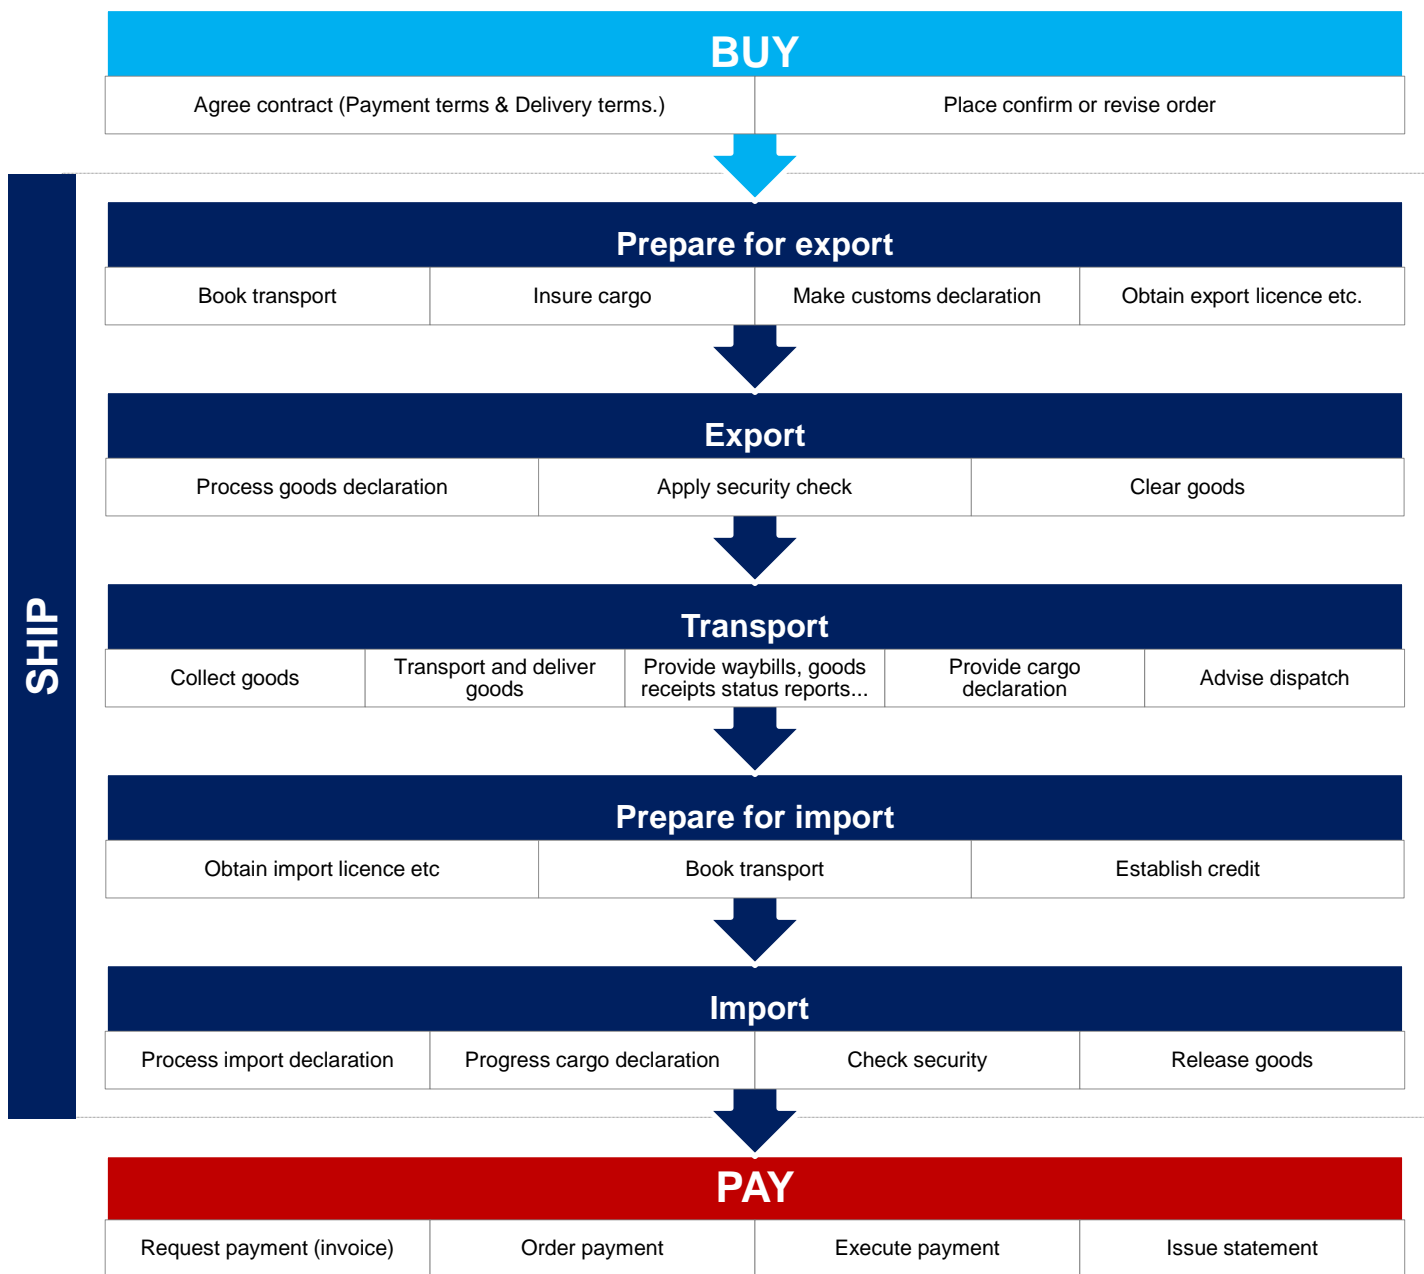 BUY
Agree contract (Payment terms & Delivery terms.)
Place confirm or revise order
SHIP
Prepare for export
Book transport
Insure cargo
Make customs declaration
Obtain export licence etc.
Export
Process goods declaration
Apply security check
Clear goods
Transport
Collect goods
Transport and deliver
goods
Provide waybills, goods
receipts status reports...
Provide cargo
declaration
Advise dispatch
Prepare for import
Obtain import licence etc
Book transport
Establish credit
Import
Process import declaration
Progress cargo declaration
Check security
Release goods
PAY
Request payment (invoice)
Order payment
Execute payment
Issue statement